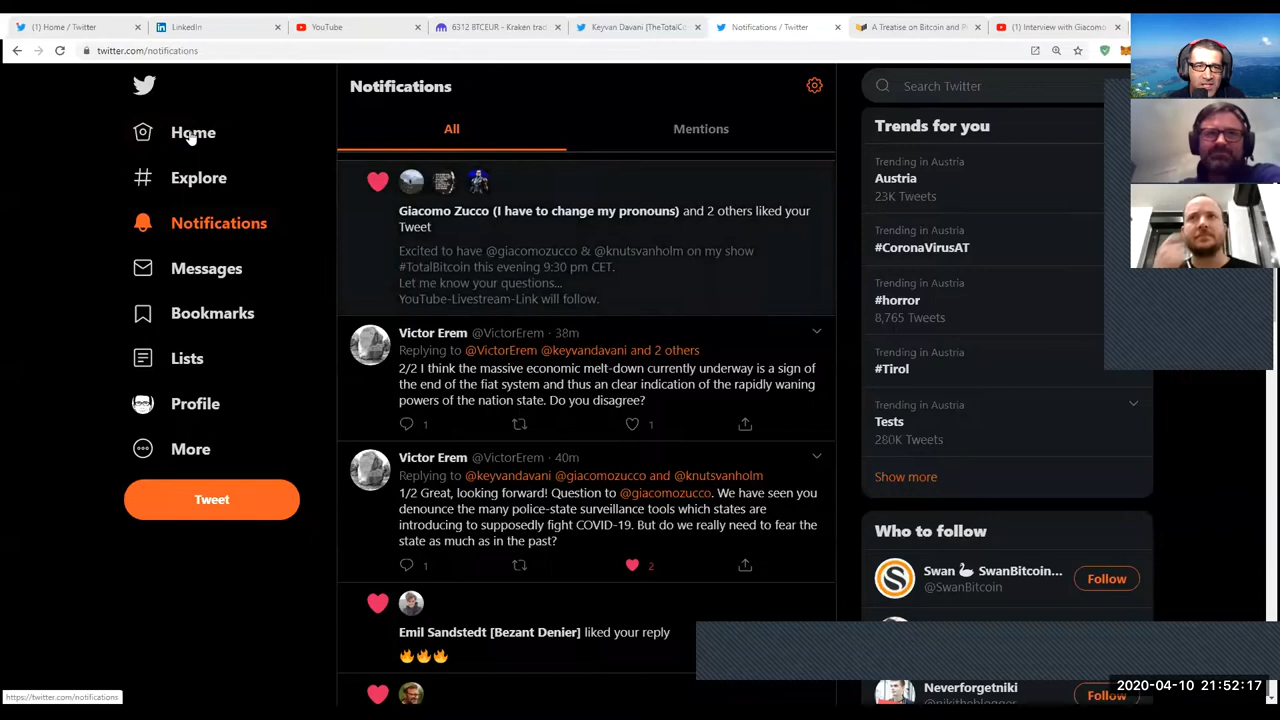 (1) Home / Twitter
LinkedIn
YouTube
6312 BTCEUR - Kraken trad
Keyvan Davani [TheTotalCo
Notifications / Twitter
A Treatise on Bitcoin and Pr
(1) Interview with Giacomo
twitter.com/notifications
Home
Explore
Notifications
Messages
Bookmarks
Lists
Profile
More
Tweet
https://twitter.com/notifications
Notifications
All
Mentions
Giacomo Zucco (I have to change my pronouns) and 2 others liked your
Tweet
Excited to have @giacomozucco & @knutsvanholm on my show
#TotalBitcoin this evening 9:30 pm CET.
Let me know your questions...
YouTube-Livestream-Link will follow.
Victor Erem @VictorErem · 38m
Replying to @VictorErem @keyvandavani and 2 others
2/2 I think the massive economic melt-down currently underway is a sign of
the end of the fiat system and thus an clear indication of the rapidly waning
powers of the nation state. Do you disagree?
1
1
Victor Erem @VictorErem · 40m
Replying to @keyvandavani @giacomozucco and @knutsvanholm
1/2 Great, looking forward! Question to @giacomozucco. We have seen you
denounce the many police-state surveillance tools which states are
introducing to supposedly fight COVID-19. But do we really need to fear the
state as much as in the past?
1
2
Emil Sandstedt [Bezant Denier] liked your reply
Search Twitter
Trends for you
Trending in Austria
Austria
23K Tweets
Trending in Austria
#CoronaVirusAT
Trending in Austria
#horror
8,765 Tweets
Trending in Austria
#Tirol
Trending in Austria
Tests
280K Tweets
Show more
Who to follow
Swan SwanBitcoin...
@SwanBitcoin
Follow
Neverforgetniki
@nikitheblogger
Follow
2020-04-10 21:52:17